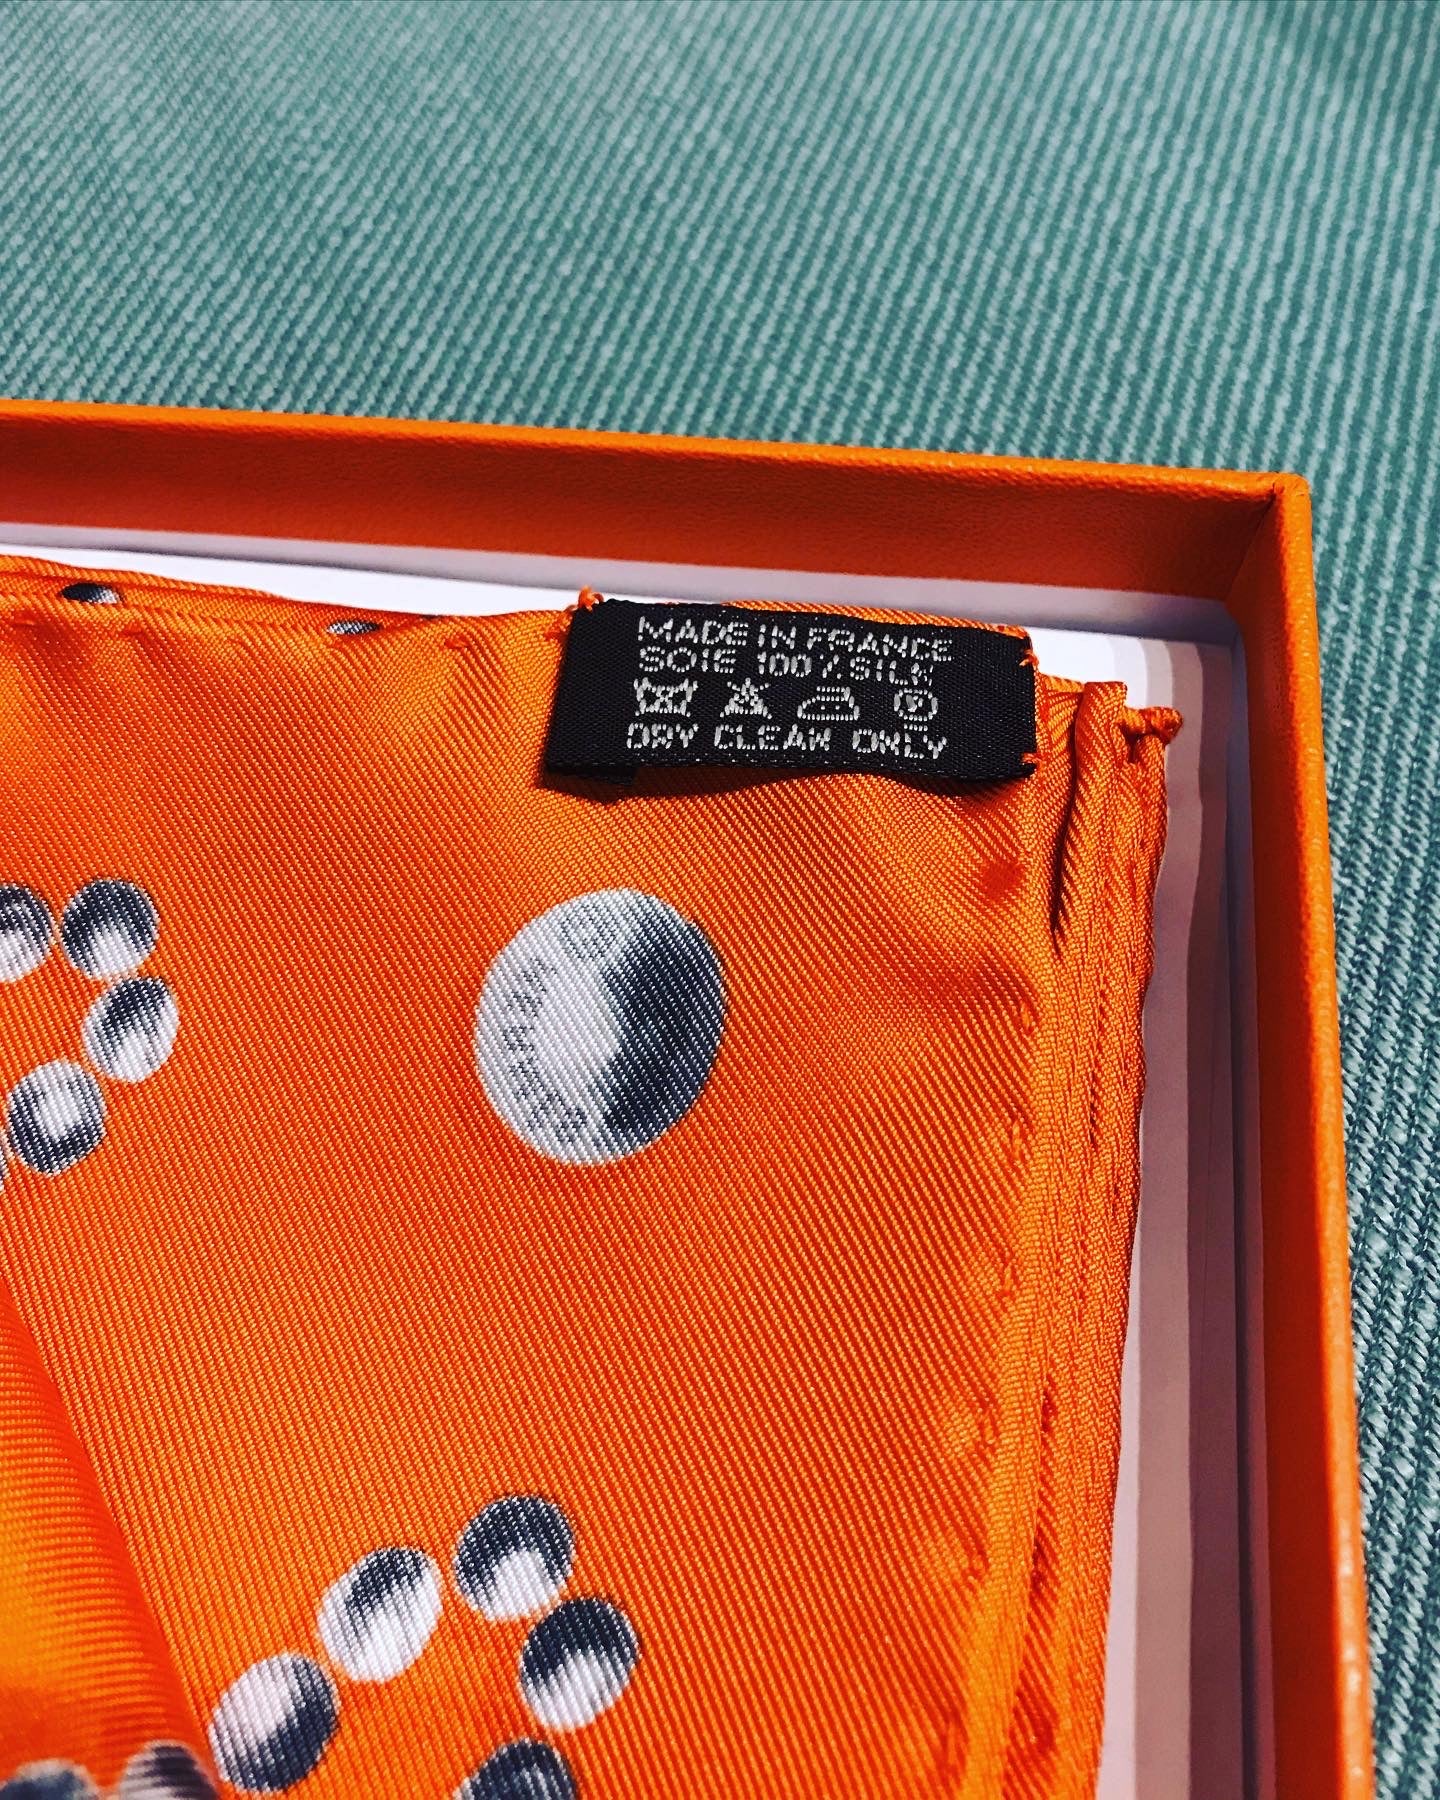 MADE IN FRANCE
SOIE 100% SILK
DRY CLEAN ONLY